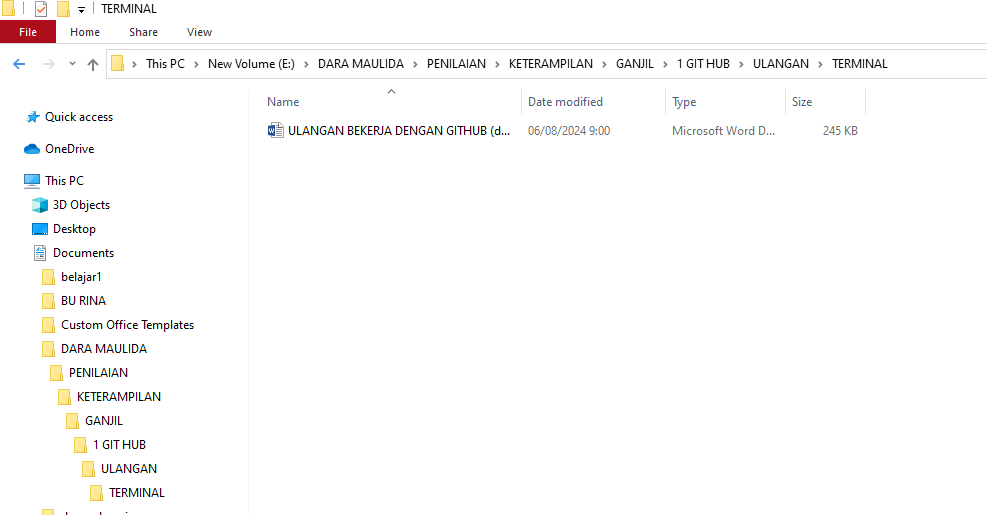 TERMINAL
File Home Share View
This PC New Volume (E:) DARA MAULIDA PENILAIAN KETERAMPILAN GANJIL 1 GIT HUB ULANGAN TERMINAL
Name Date modified Type Size
ULANGAN BEKERJA DENGAN GITHUB (d... 06/08/2024 9:00 Microsoft Word D... 245 KB
Quick access
OneDrive
This PC
3D Objects
Desktop
Documents
belajar1
BU RINA
Custom Office Templates
DARA MAULIDA
PENILAIAN
KETERAMPILAN
GANJIL
1 GIT HUB
ULANGAN
TERMINAL